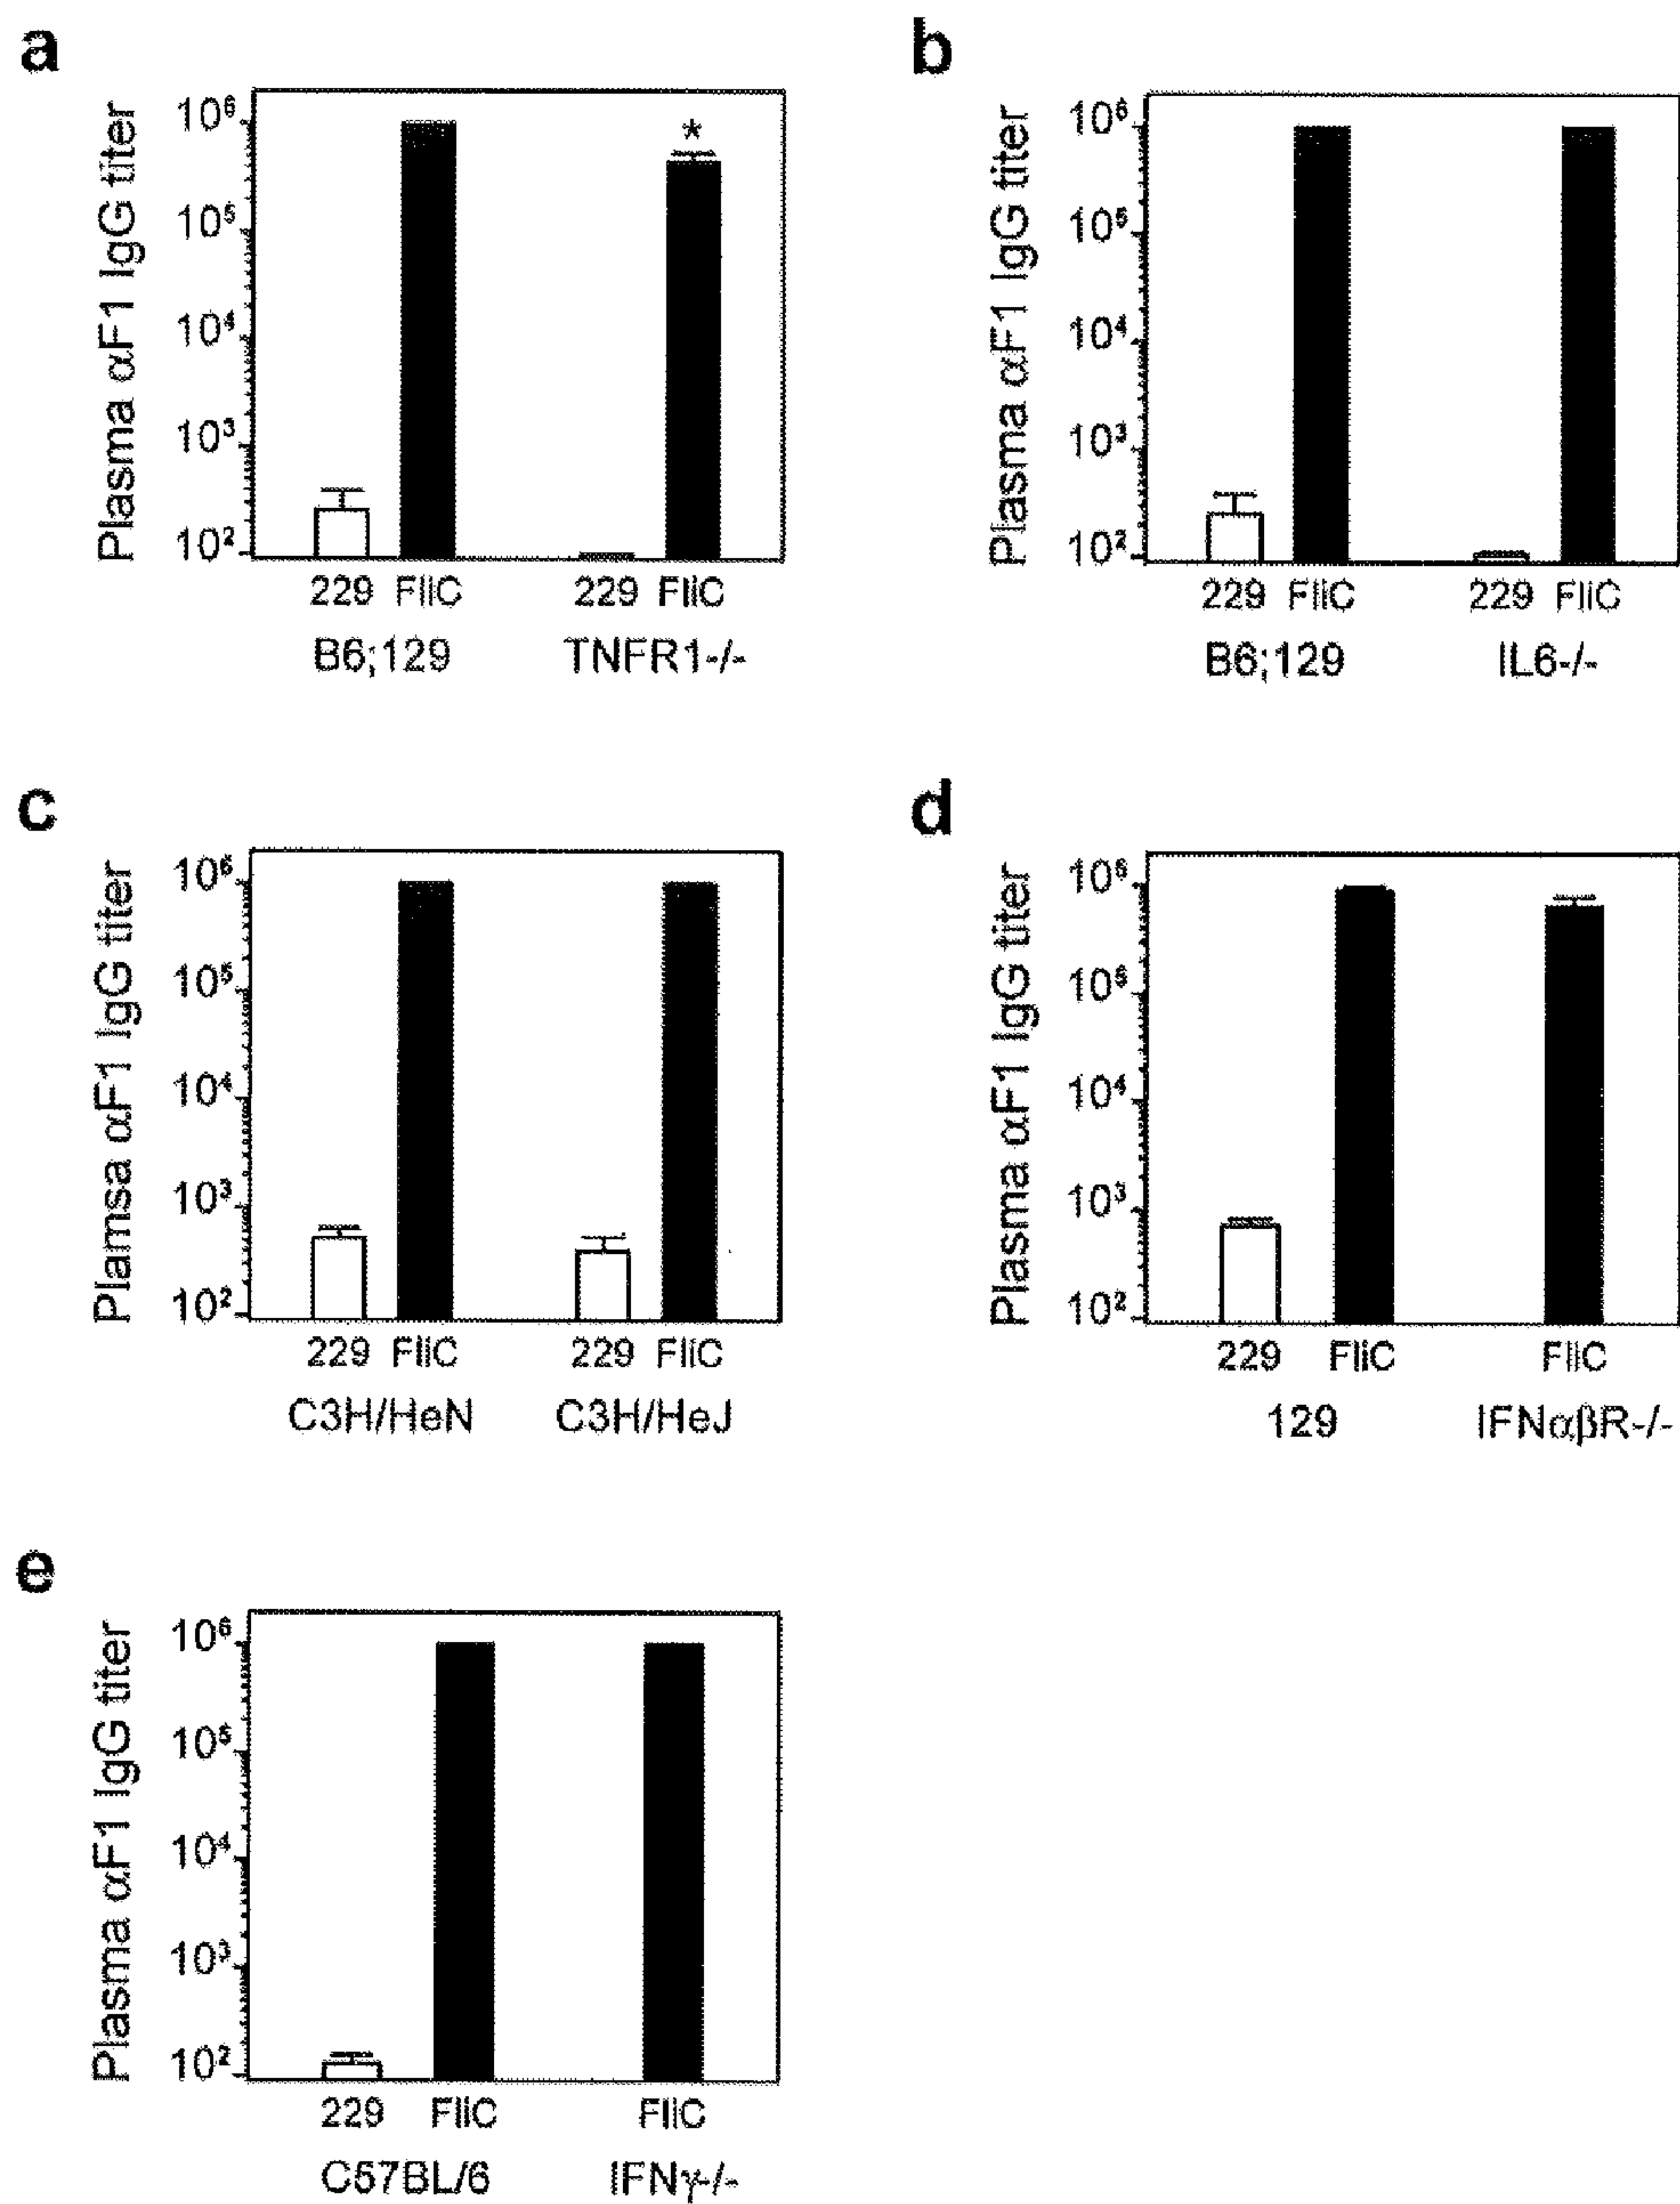 a
Plasma αF1 IgG titer
10⁶
10⁵
10⁴
10³
10²
*
229 FliC 229 FliC
B6;129 TNFR1-/-
b
Plasma αF1 IgG titer
10⁶
10⁵
10⁴
10³
10²
229 FliC 229 FliC
B6;129 IL6-/-
c
Plamsa αF1 IgG titer
10⁶
10⁵
10⁴
10³
10²
229 FliC 229 FliC
C3H/HeN C3H/HeJ
d
Plasma αF1 IgG titer
10⁶
10⁵
10⁴
10³
10²
229 FliC FliC
129 IFNαβR-/-
e
Plasma αF1 IgG titer
10⁶
10⁵
10⁴
10³
10²
229 FliC FliC
C57BL/6 IFNγ-/-